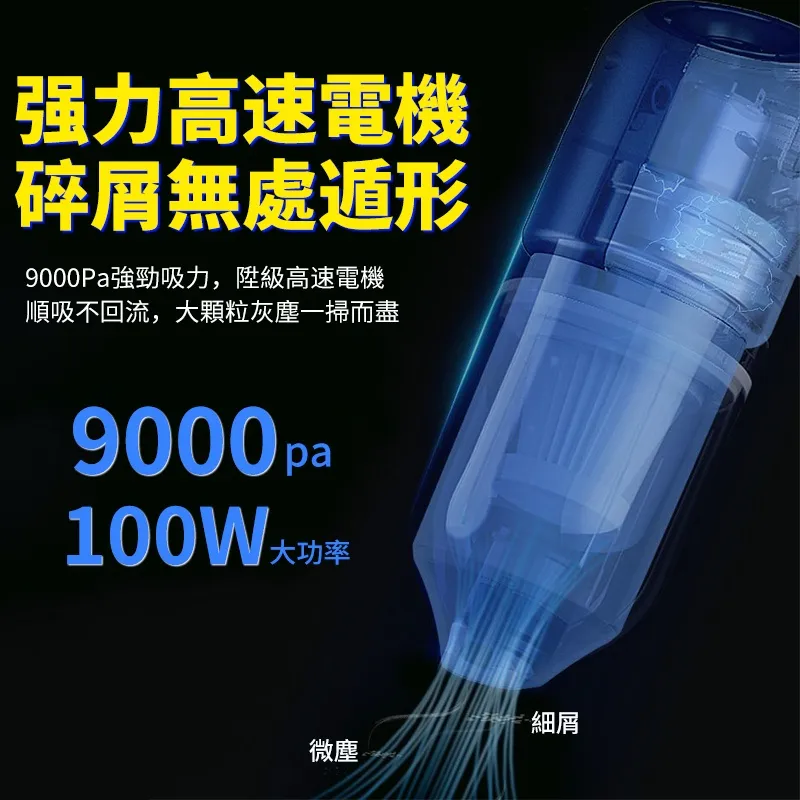 强力高速電機
碎屑無處遁形
9000Pa強勁吸力，陞級高速電機
順吸不回流，大顆粒灰塵一掃而盡
9000pa
100W大功率
細屑
微塵